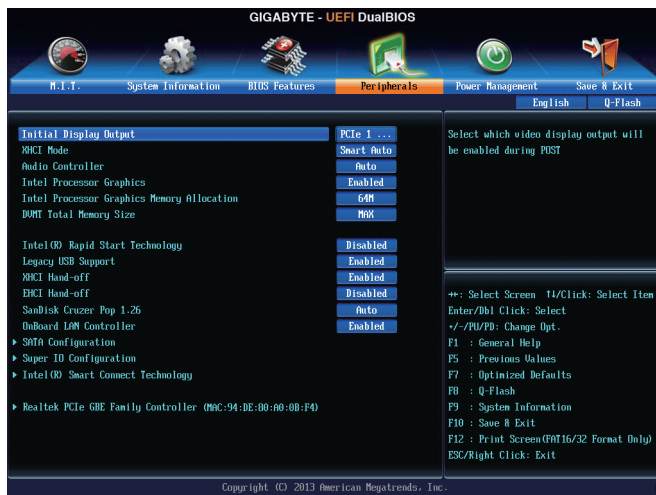 GIGABYTE - UEFI DualBIOS
M.I.T. System Information BIOS Features Peripherals Power Management Save & Exit
English Q-Flash
Initial Display Output PCIe 1 ...
XHCI Mode Smart Auto
Audio Controller Auto
Intel Processor Graphics Enabled
Intel Processor Graphics Memory Allocation 64M
DVMT Total Memory Size MAX
Intel(R) Rapid Start Technology Disabled
Legacy USB Support Enabled
XHCI Hand-off Enabled
EHCI Hand-off Disabled
SanDisk Cruzer Pop 1.26 Auto
OnBoard LAN Controller Enabled
SATA Configuration
Super IO Configuration
Intel(R) Smart Connect Technology
Realtek PCIe GBE Family Controller (MAC:94:DE:80:A0:0B:F4)
Select which video display output will
be enabled during POST
↔: Select Screen ↑↓/Click: Select Item
Enter/Dbl Click: Select
+/-/PU/PD: Change Opt.
F1 : General Help
F5 : Previous Values
F7 : Optimized Defaults
F8 : Q-Flash
F9 : System Information
F10 : Save & Exit
F12 : Print Screen(FAT16/32 Format Only)
ESC/Right Click: Exit
Copyright (C) 2013 American Megatrends, Inc.